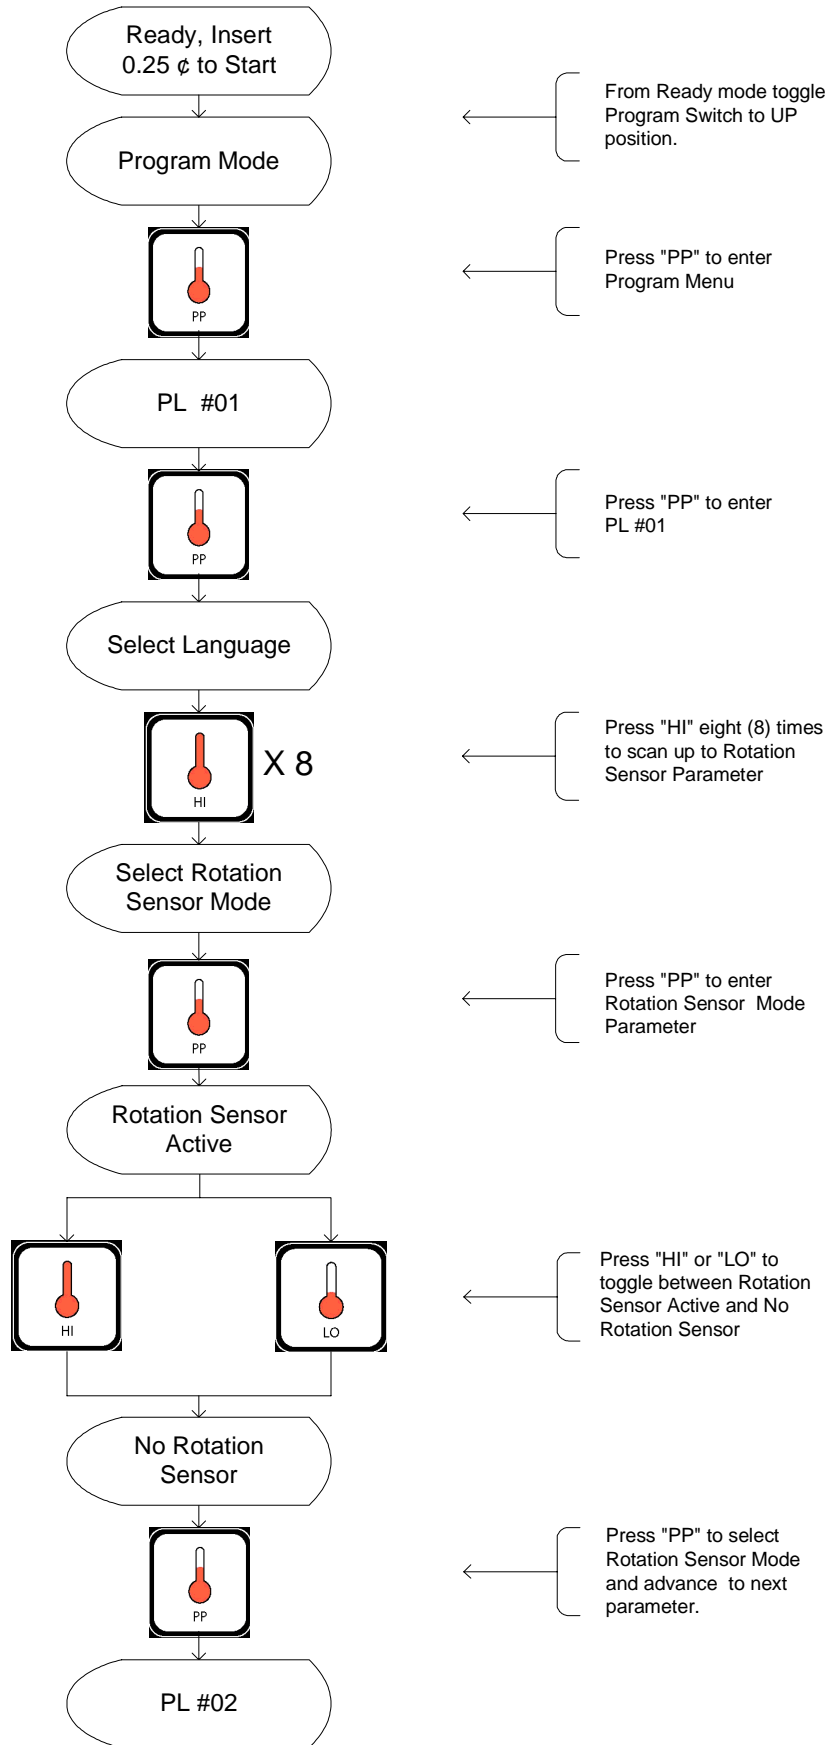 Ready, Insert
0.25 ¢ to Start
From Ready mode toggle
Program Switch to UP
position.
Program Mode
PP
Press "PP" to enter
Program Menu
PL #01
PP
Press "PP" to enter
PL #01
Select Language
HI
X 8
Press "HI" eight (8) times
to scan up to Rotation
Sensor Parameter
Select Rotation
Sensor Mode
PP
Press "PP" to enter
Rotation Sensor Mode
Parameter
Rotation Sensor
Active
HI
LO
Press "HI" or "LO" to
toggle between Rotation
Sensor Active and No
Rotation Sensor
No Rotation
Sensor
PP
Press "PP" to select
Rotation Sensor Mode
and advance to next
parameter.
PL #02